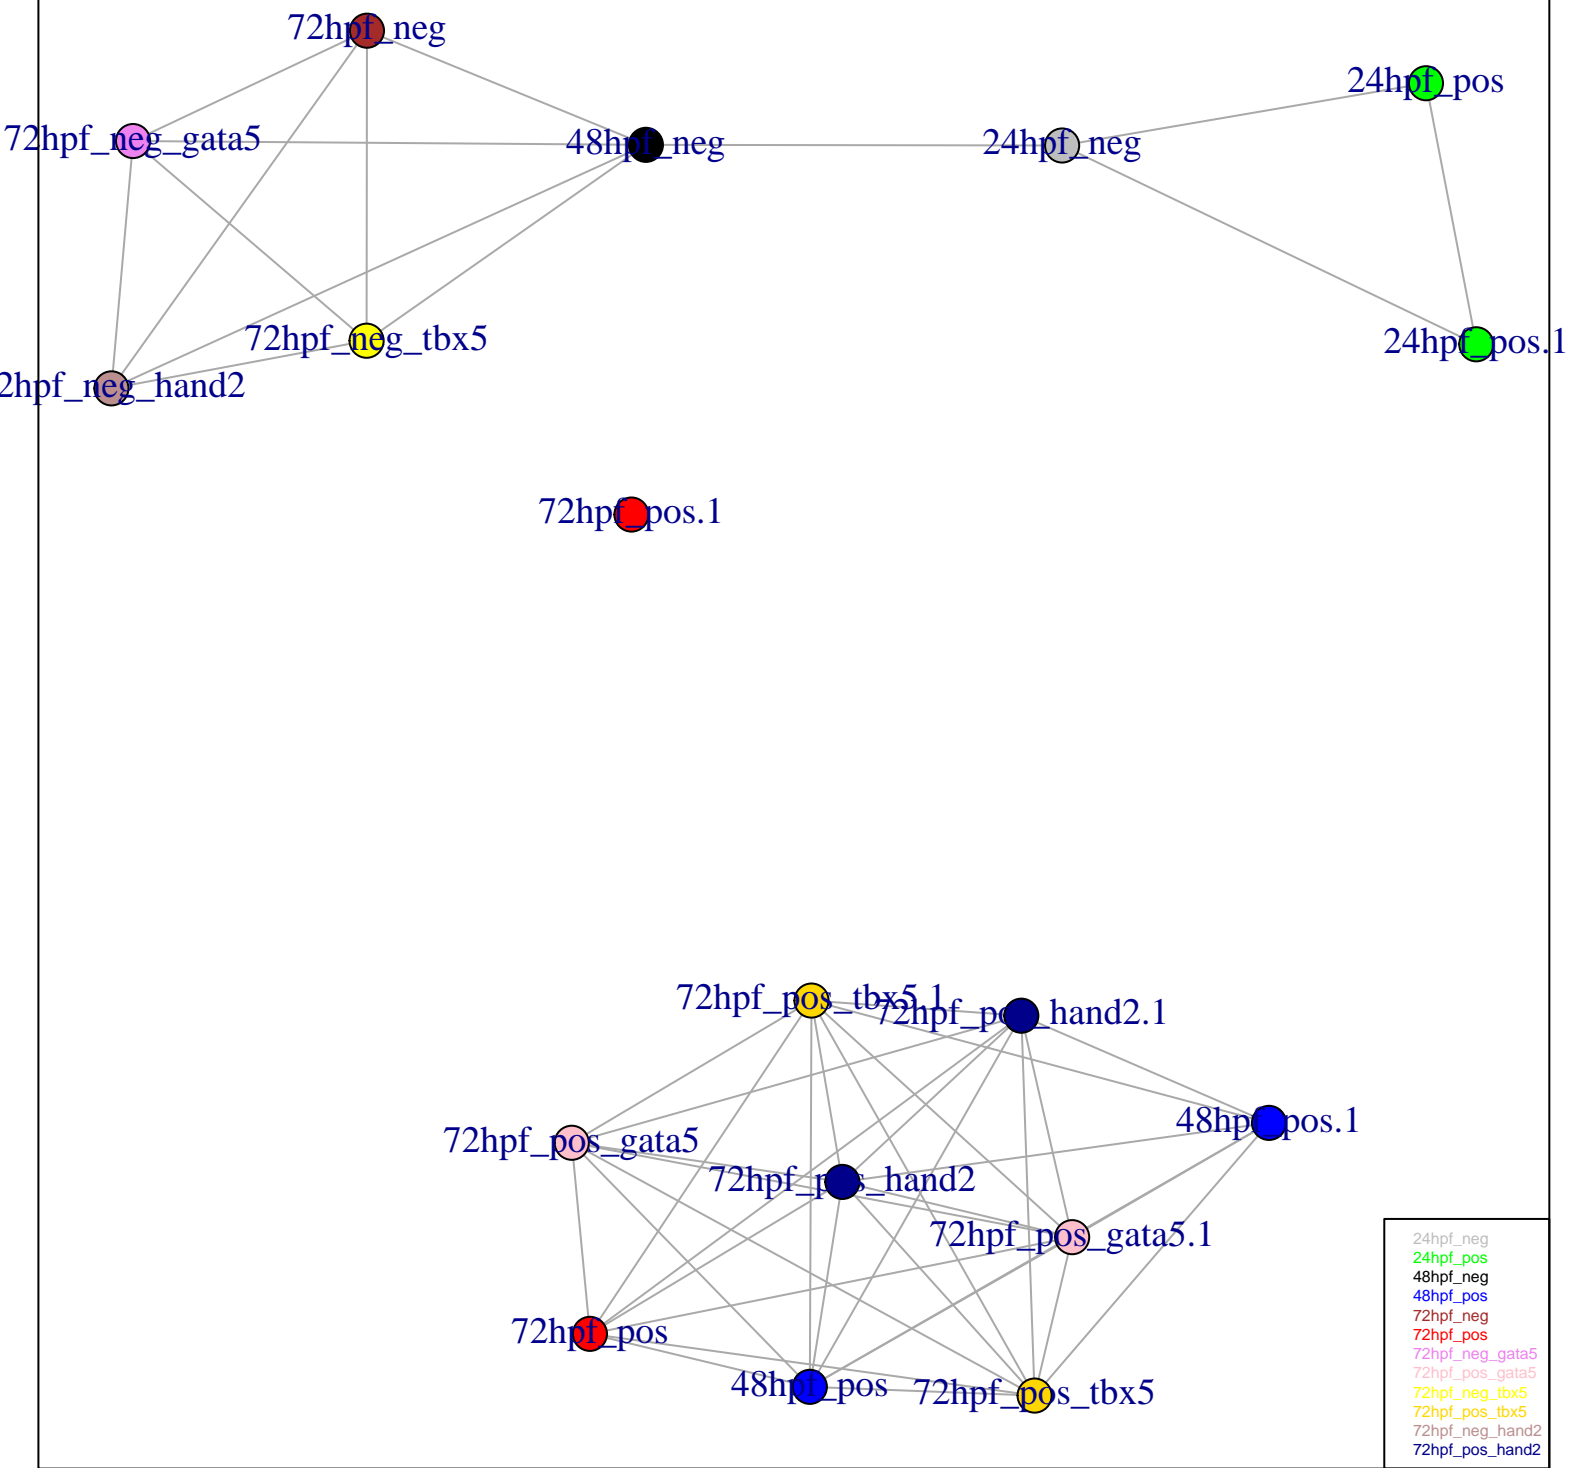 72hpf_neg
24hpf_pos
72hpf_neg_gata5
48hpf_neg
24hpf_neg
72hpf_neg_tbx5
24hpf_pos.1
2hpf_neg_hand2
72hpf_pos.1
72hpf_pos_tbx5.1
72hpf_pos_hand2.1
48hpf_pos.1
72hpf_pos_gata5
72hpf_pos_hand2
72hpf_pos_gata5.1
72hpf_pos
48hpf_pos
72hpf_pos_tbx5
24hpf_neg
24hpf_pos
48hpf_neg
48hpf_pos
72hpf_neg
72hpf_pos
72hpf_neg_gata5
72hpf_pos_gata5
72hpf_neg_tbx5
72hpf_pos_tbx5
72hpf_neg_hand2
72hpf_pos_hand2